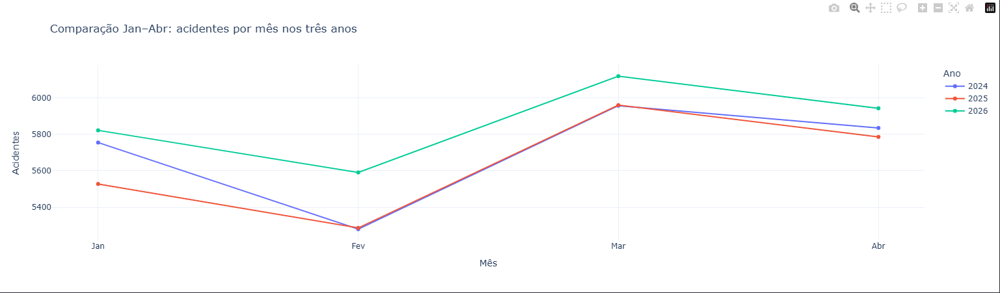 Comparação Jan–Abr: acidentes por mês nos três anos
Ano
2024
2025
2026
6000
5800
5600
5400
Acidentes
Jan
Fev
Mar
Abr
Mês